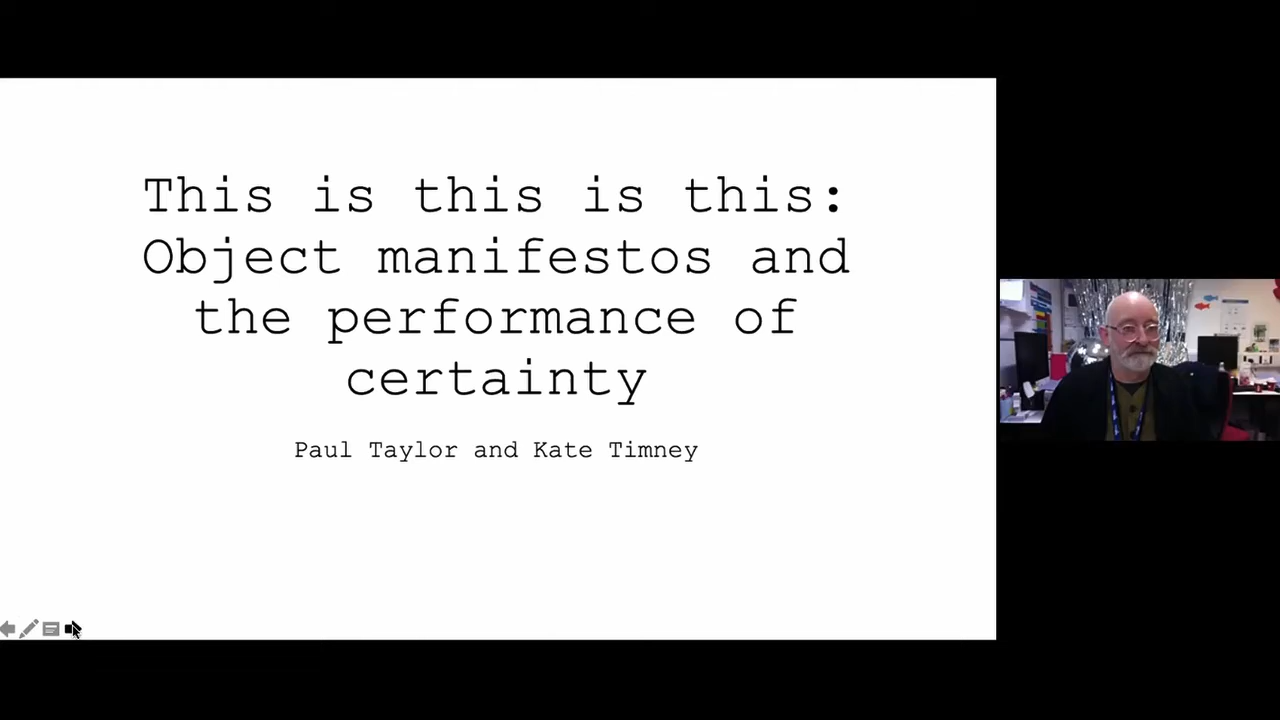 This is this is this:
Object manifestos and
the performance of
certainty
Paul Taylor and Kate Timney